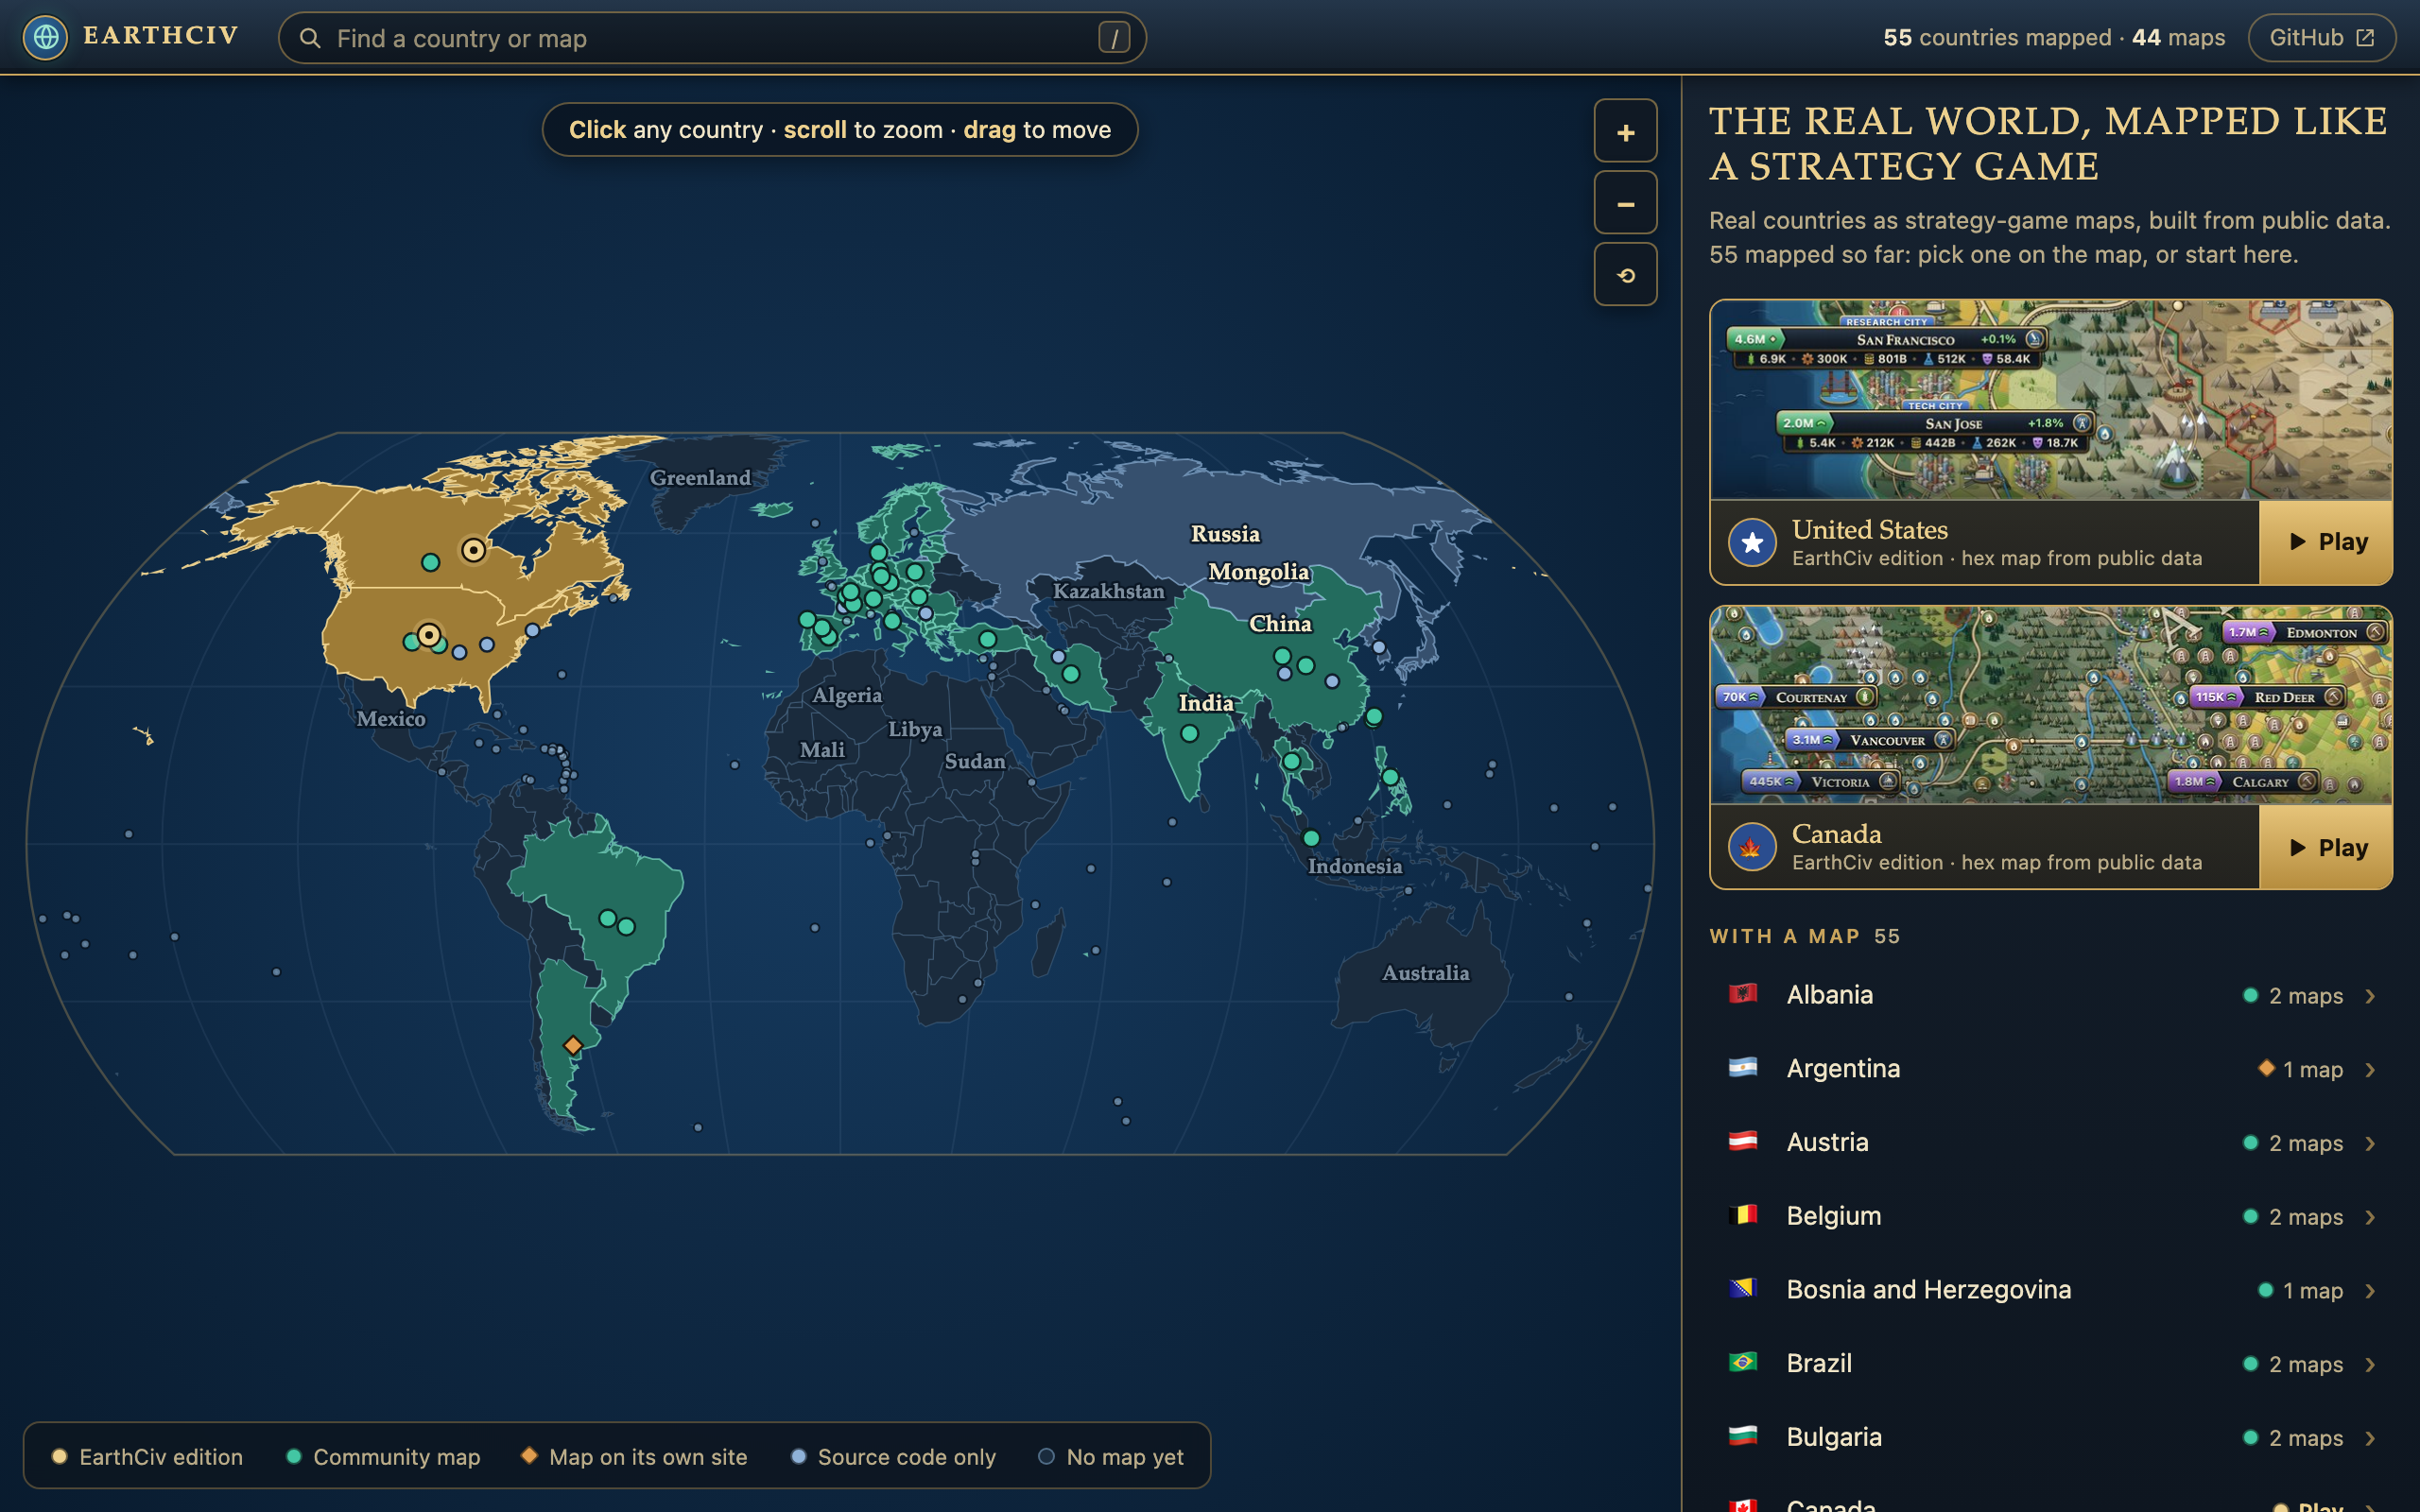 EARTHCIV
Find a country or map
/
55 countries mapped · 44 maps
GitHub
Click any country · scroll to zoom · drag to move
+
−
Greenland
Russia
Mongolia
Kazakhstan
China
Algeria
India
Mexico
Libya
Mali
Sudan
Indonesia
Australia
EarthCiv edition
Community map
Map on its own site
Source code only
No map yet
THE REAL WORLD, MAPPED LIKE
A STRATEGY GAME
Real countries as strategy-game maps, built from public data.
55 mapped so far: pick one on the map, or start here.
RESEARCH CITY
4.6M SAN FRANCISCO +0.1%
6.9K • 300K • 801B • 512K • 58.4K
TECH CITY
2.0M SAN JOSE +1.8%
5.4K • 212K • 442B • 262K • 18.7K
United States
EarthCiv edition · hex map from public data
Play
1.7M EDMONTON
70K COURTENAY
115K RED DEER
3.1M VANCOUVER
445K VICTORIA
1.8M CALGARY
Canada
EarthCiv edition · hex map from public data
Play
WITH A MAP 55
Albania 2 maps
Argentina 1 map
Austria 2 maps
Belgium 2 maps
Bosnia and Herzegovina 1 map
Brazil 2 maps
Bulgaria 2 maps
Canada Play